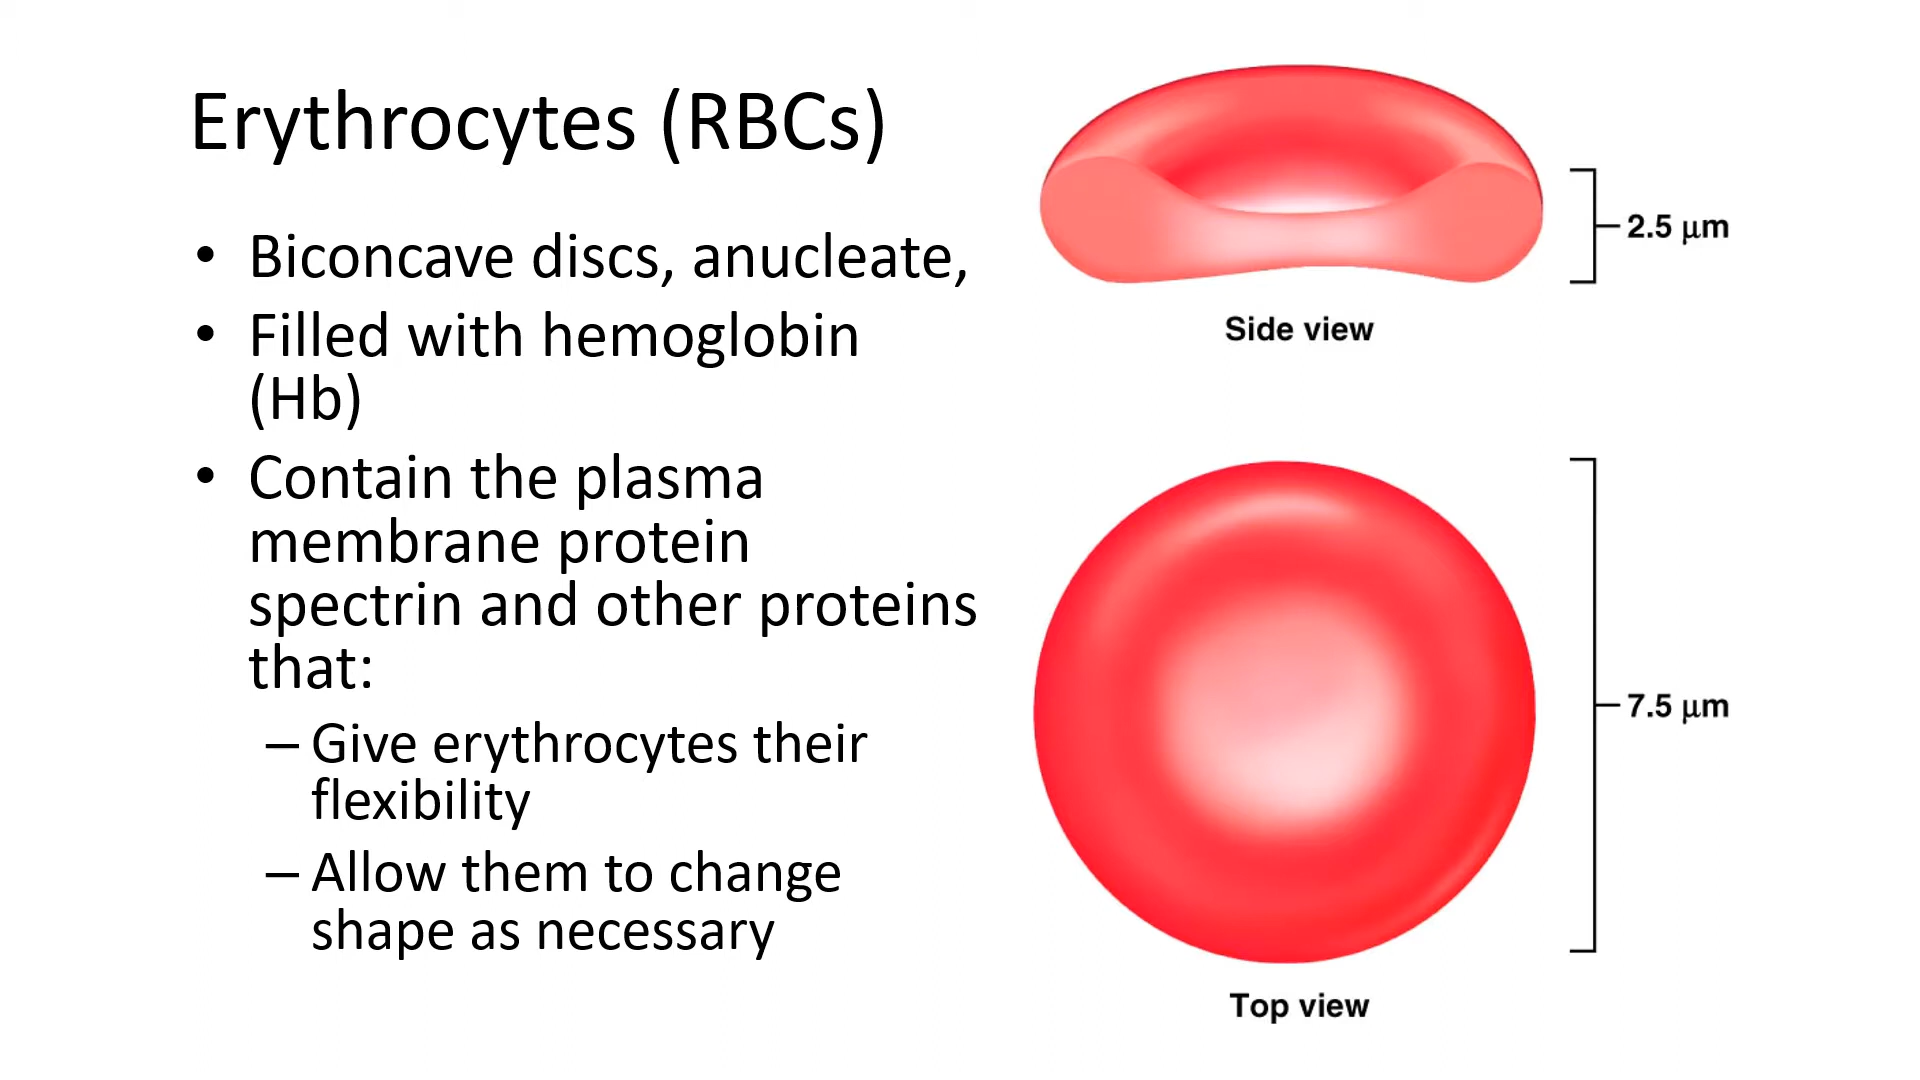 Erythrocytes (RBCs)
• Biconcave discs, anucleate,
• Filled with hemoglobin
(Hb)
• Contain the plasma
membrane protein
spectrin and other proteins
that:
– Give erythrocytes their
flexibility
– Allow them to change
shape as necessary
2.5 μm
Side view
7.5 μm
Top view